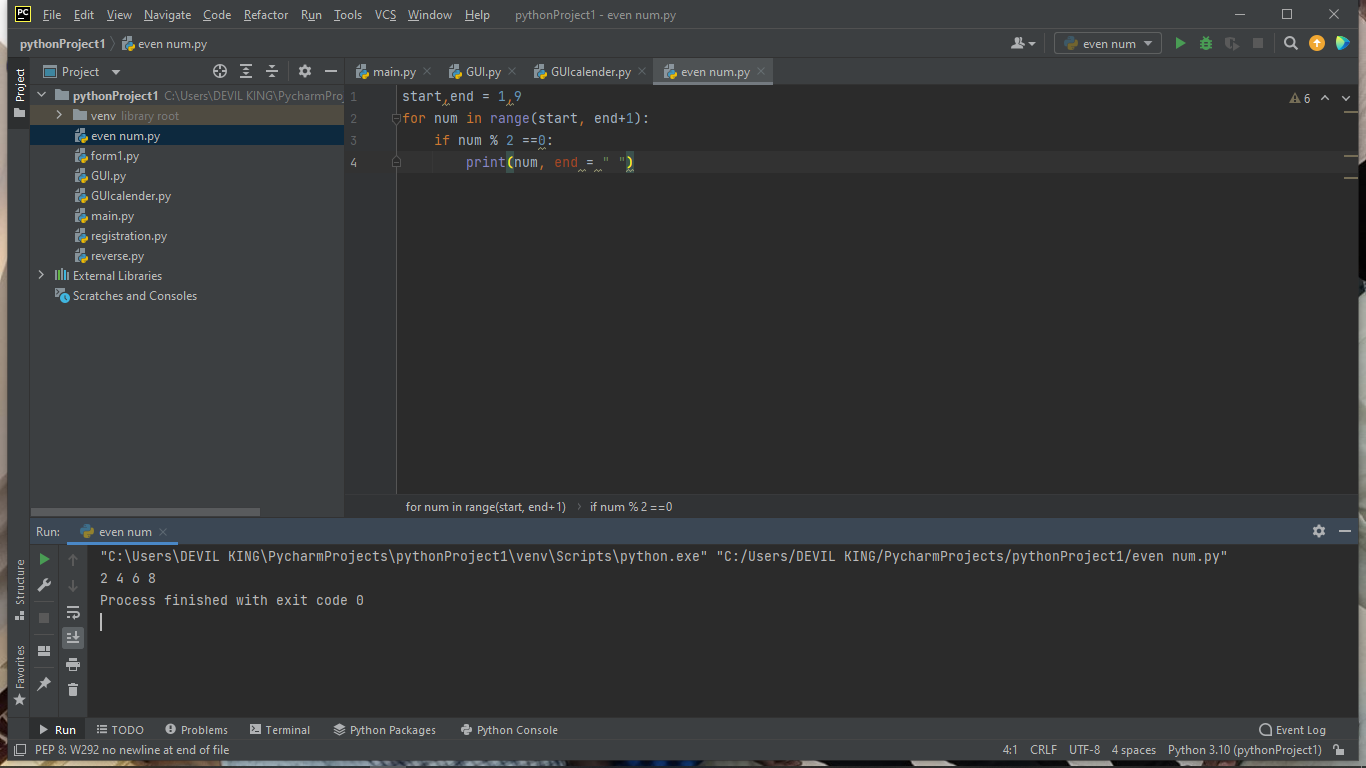 PC File Edit View Navigate Code Refactor Run Tools VCS Window Help pythonProject1 - even num.py
pythonProject1 even num.py even num
Project main.py GUI.py GUIcalender.py even num.py
Project
pythonProject1 C:\Users\DEVIL KING\PycharmPro
venv library root
even num.py
form1.py
GUI.py
GUIcalender.py
main.py
registration.py
reverse.py
External Libraries
Scratches and Consoles
6
1 start,end = 1,9
2 for num in range(start, end+1):
3 if num % 2 ==0:
4 print(num, end = " ")
for num in range(start, end+1) if num % 2 ==0
Run: even num
"C:\Users\DEVIL KING\PycharmProjects\pythonProject1\venv\Scripts\python.exe" "C:/Users/DEVIL KING/PycharmProjects/pythonProject1/even num.py"
2 4 6 8
Process finished with exit code 0
Structure
Favorites
Run TODO Problems Terminal Python Packages Python Console Event Log
PEP 8: W292 no newline at end of file 4:1 CRLF UTF-8 4 spaces Python 3.10 (pythonProject1)